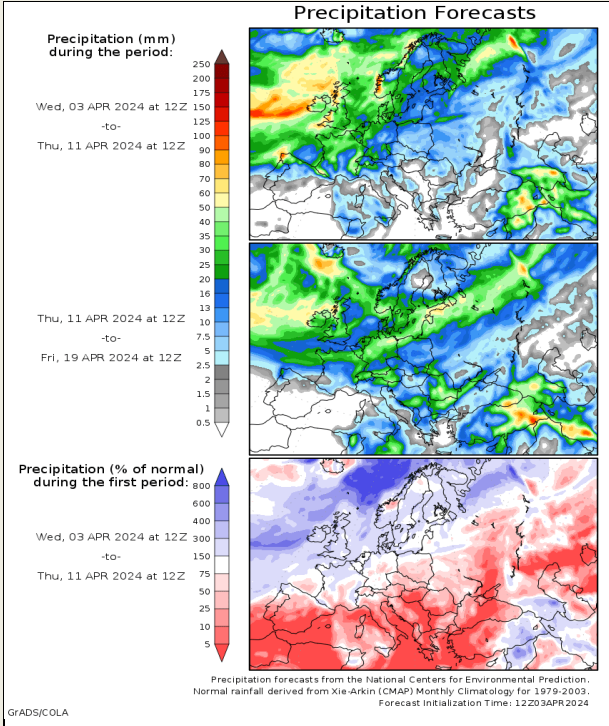 Precipitation Forecasts
Precipitation (mm)
during the period:
Wed, 03 APR 2024 at 12Z
-to-
Thu, 11 APR 2024 at 12Z
250
200
175
150
125
100
90
80
70
60
50
40
35
30
25
20
16
13
10
7.5
5
2.5
2
1.5
1
0.5
Thu, 11 APR 2024 at 12Z
-to-
Fri, 19 APR 2024 at 12Z
Precipitation (% of normal)
during the first period:
Wed, 03 APR 2024 at 12Z
-to-
Thu, 11 APR 2024 at 12Z
800
600
400
300
150
75
50
25
10
5
Precipitation forecasts from the National Centers for Environmental Prediction.
Normal rainfall derived from Xie-Arkin (CMAP) Monthly Climatology for 1979-2003.
Forecast Initialization Time: 12Z03APR2024
GrADS/COLA